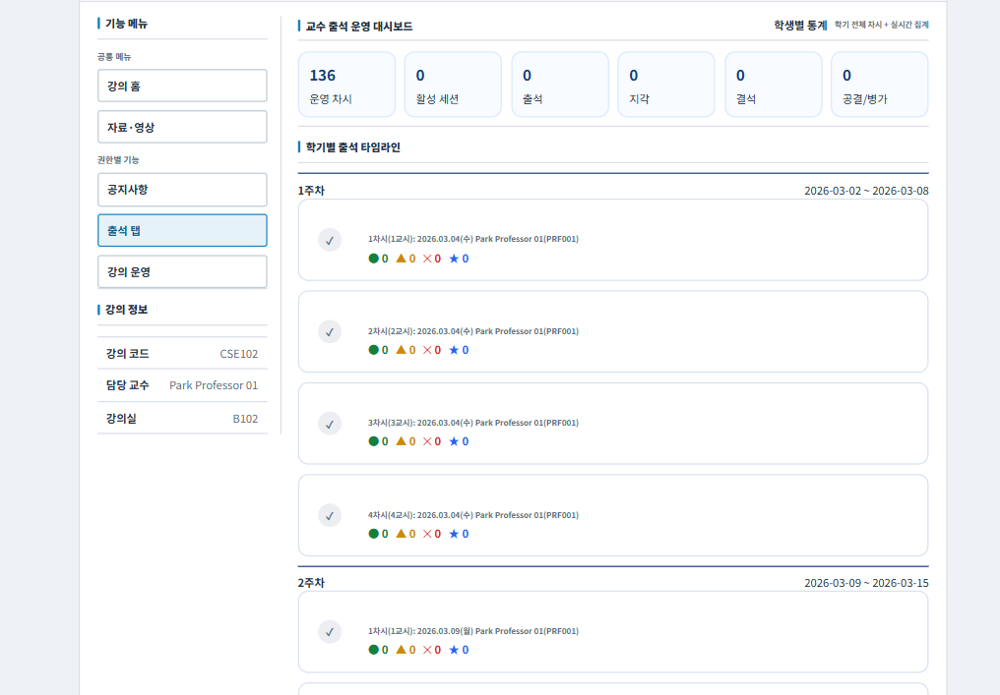 기능 메뉴
공통 메뉴
강의 홈
자료·영상
권한별 기능
공지사항
출석 탭
강의 운영
강의 정보
강의 코드 CSE102
담당 교수 Park Professor 01
강의실 B102
교수 출석 운영 대시보드
학생별 통계 학기 전체 차시 + 실시간 집계
136
운영 차시
0
활성 세션
0
출석
0
지각
0
결석
0
공결/병가
학기별 출석 타임라인
1주차 2026-03-02 ~ 2026-03-08
1차시(1교시): 2026.03.04(수) Park Professor 01(PRF001)
● 0 ▲ 0 ✕ 0 ★ 0
2차시(2교시): 2026.03.04(수) Park Professor 01(PRF001)
● 0 ▲ 0 ✕ 0 ★ 0
3차시(3교시): 2026.03.04(수) Park Professor 01(PRF001)
● 0 ▲ 0 ✕ 0 ★ 0
4차시(4교시): 2026.03.04(수) Park Professor 01(PRF001)
● 0 ▲ 0 ✕ 0 ★ 0
2주차 2026-03-09 ~ 2026-03-15
1차시(1교시): 2026.03.09(월) Park Professor 01(PRF001)
● 0 ▲ 0 ✕ 0 ★ 0